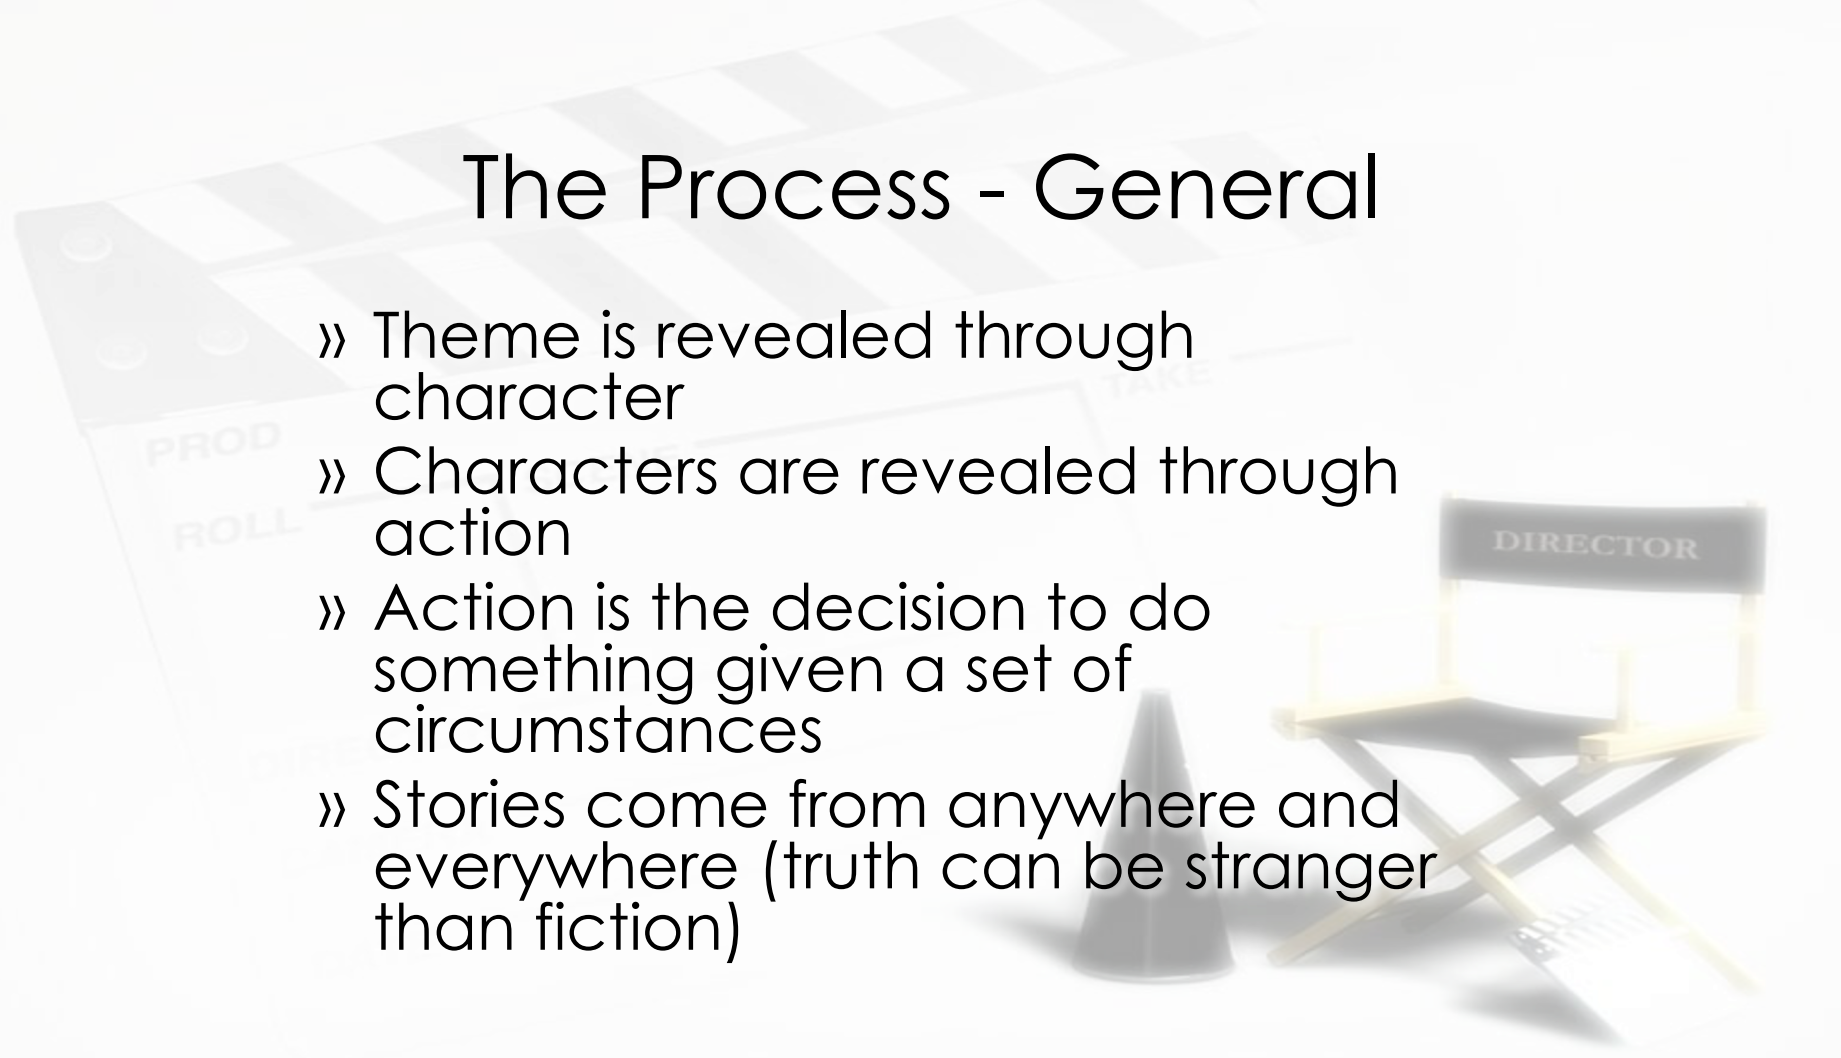 The Process - General
» Theme is revealed through
character
» Characters are revealed through
action
» Action is the decision to do
something given a set of
circumstances
» Stories come from anywhere and
everywhere (truth can be stranger
than fiction)
PROD
ROLL
TAKE
DIRECTOR